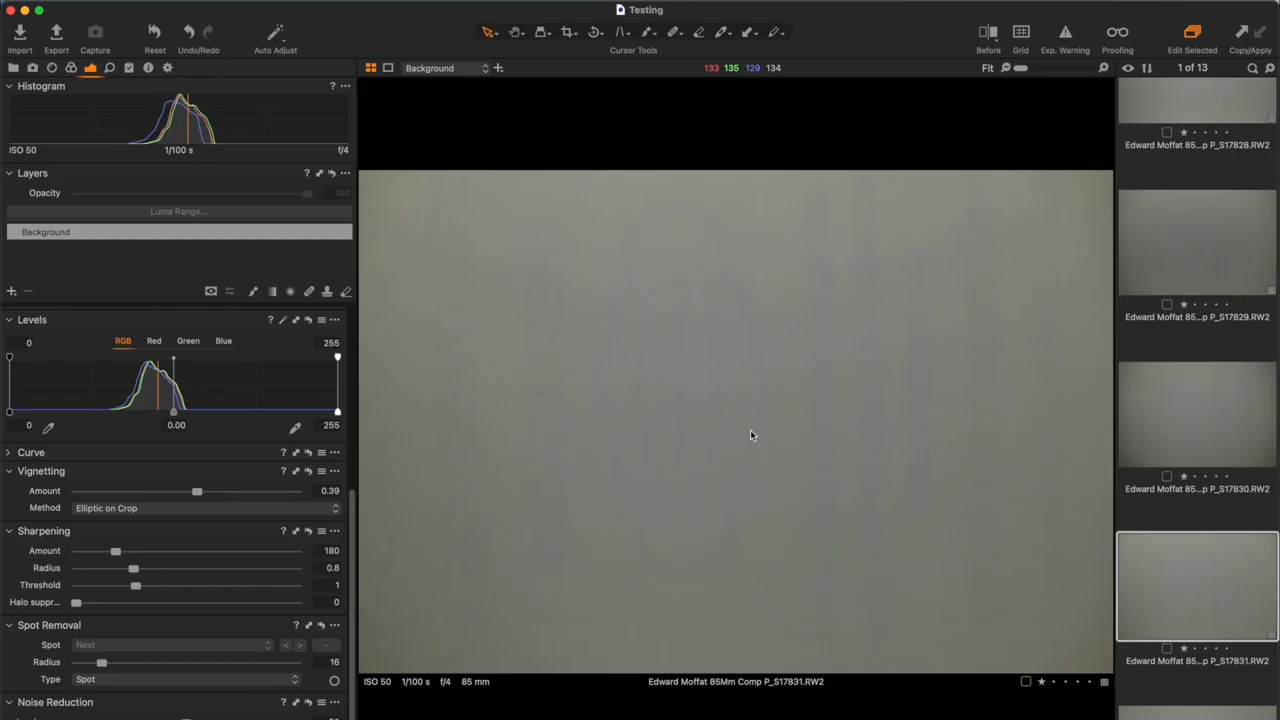 Testing
Import Export Capture Reset Undo/Redo Auto Adjust Cursor Tools Before Grid Exp. Warning Proofing Edit Selected Copy/Apply
Background 133 135 129 134 Fit 1 of 13
Histogram ?
ISO 50 1/100 s f/4
Layers ?
Opacity 100
Luma Range...
Background
Levels ?
0 RGB Red Green Blue 255
0 0.00 255
Curve ?
Vignetting ?
Amount 0.39
Method Elliptic on Crop
Sharpening ?
Amount 180
Radius 0.8
Threshold 1
Halo suppr... 0
Spot Removal ?
Spot Next < > -
Radius 16
Type Spot
Noise Reduction ?
ISO 50 1/100 s f/4 85 mm Edward Moffat 85Mm Comp P_S17831.RW2
Edward Moffat 85...p P_S17828.RW2
Edward Moffat 85...p P_S17829.RW2
Edward Moffat 85...p P_S17830.RW2
Edward Moffat 85...p P_S17831.RW2